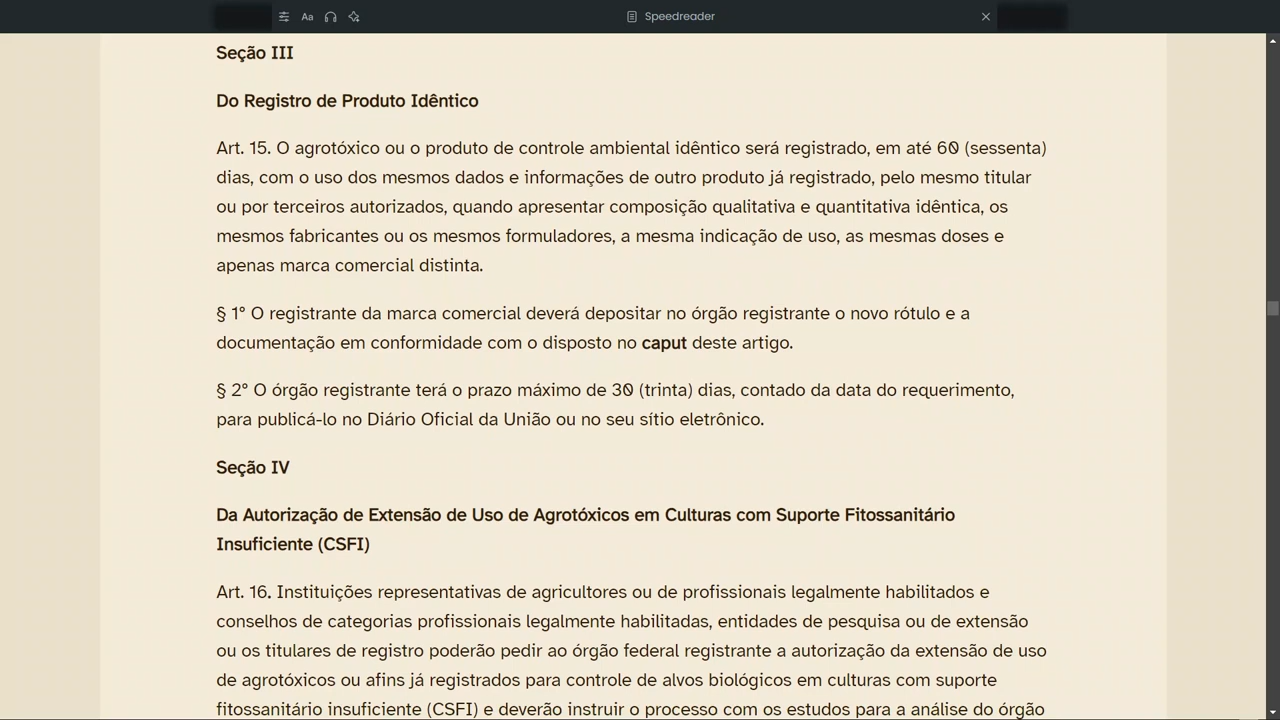 Aa
Speedreader
Seção III
Do Registro de Produto Idêntico
Art. 15. O agrotóxico ou o produto de controle ambiental idêntico será registrado, em até 60 (sessenta)
dias, com o uso dos mesmos dados e informações de outro produto já registrado, pelo mesmo titular
ou por terceiros autorizados, quando apresentar composição qualitativa e quantitativa idêntica, os
mesmos fabricantes ou os mesmos formuladores, a mesma indicação de uso, as mesmas doses e
apenas marca comercial distinta.
§ 1° O registrante da marca comercial deverá depositar no órgão registrante o novo rótulo e a
documentação em conformidade com o disposto no caput deste artigo.
§ 2° O órgão registrante terá o prazo máximo de 30 (trinta) dias, contado da data do requerimento,
para publicá-lo no Diário Oficial da União ou no seu sítio eletrônico.
Seção IV
Da Autorização de Extensão de Uso de Agrotóxicos em Culturas com Suporte Fitossanitário
Insuficiente (CSFI)
Art. 16. Instituições representativas de agricultores ou de profissionais legalmente habilitados e
conselhos de categorias profissionais legalmente habilitadas, entidades de pesquisa ou de extensão
ou os titulares de registro poderão pedir ao órgão federal registrante a autorização da extensão de uso
de agrotóxicos ou afins já registrados para controle de alvos biológicos em culturas com suporte
fitossanitário insuficiente (CSFI) e deverão instruir o processo com os estudos para a análise do órgão